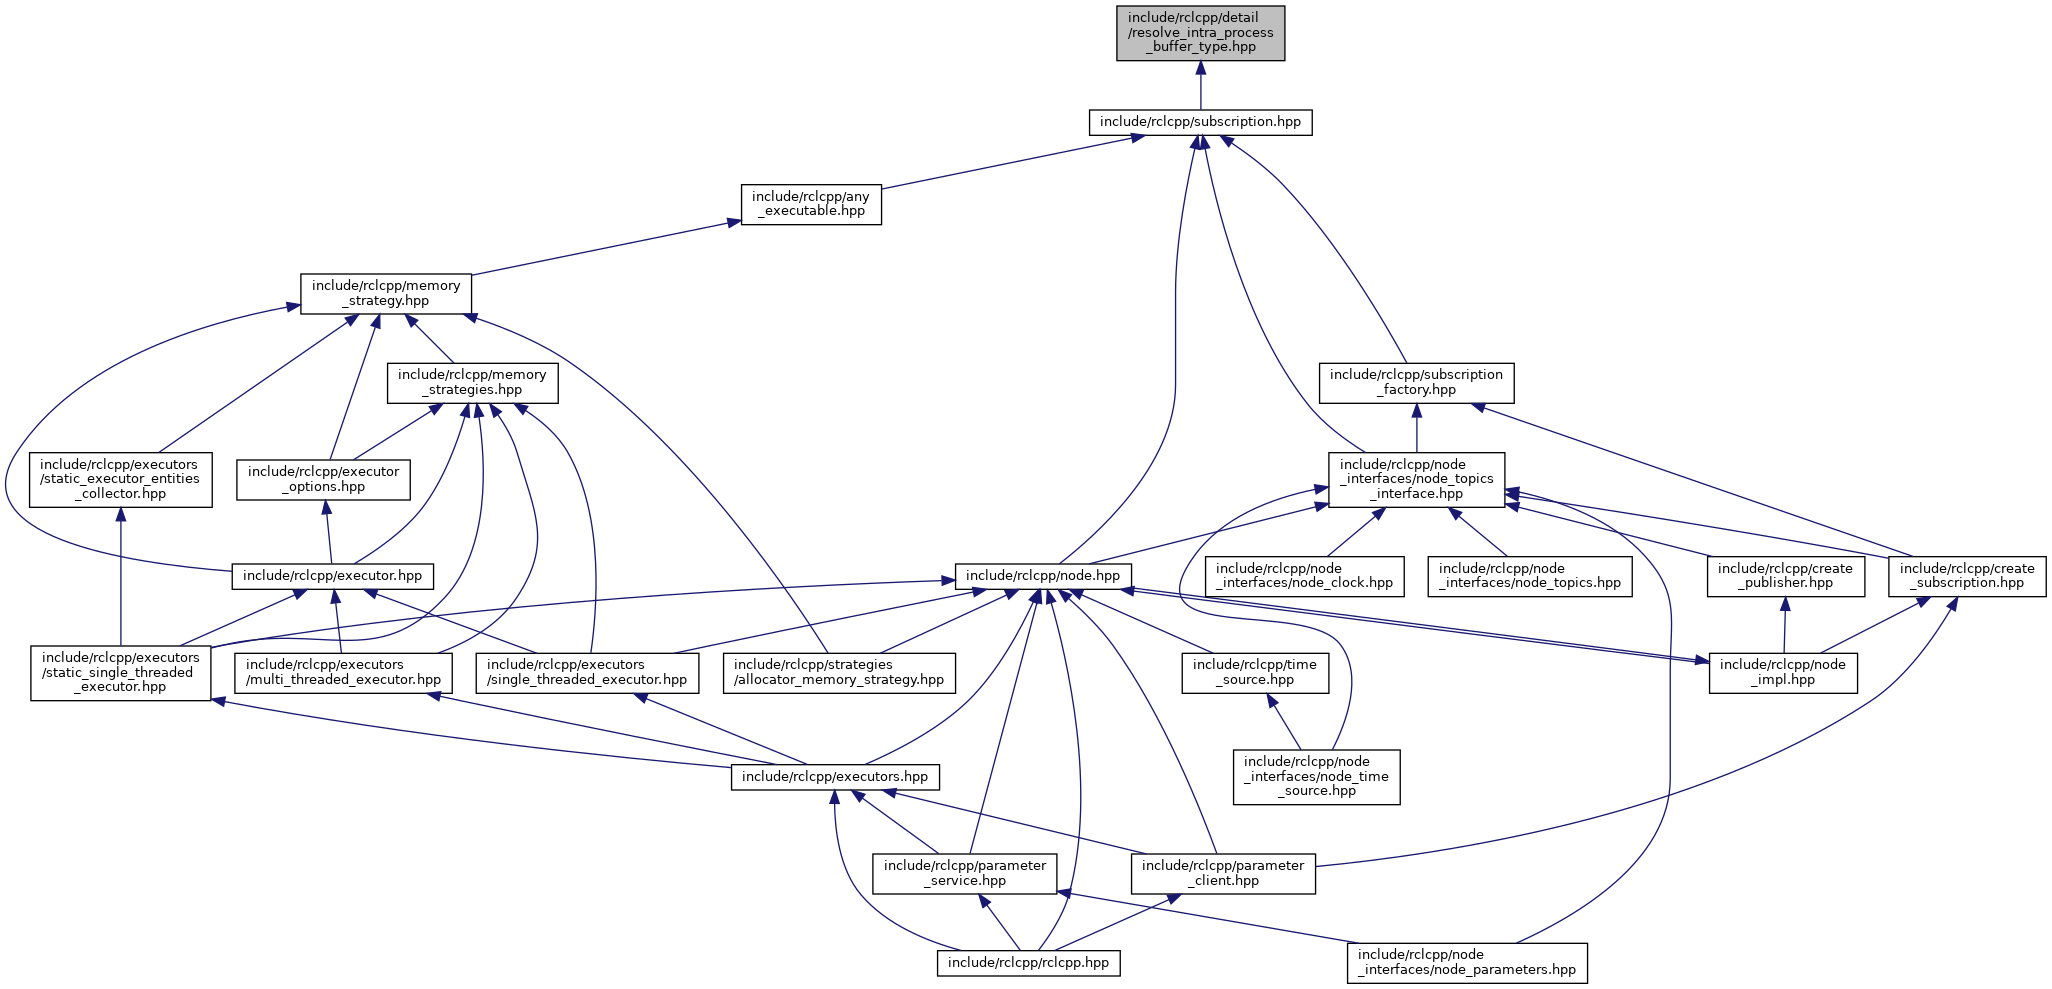 include/rclcpp/detail
/resolve_intra_process
_buffer_type.hpp
include/rclcpp/subscription.hpp
include/rclcpp/any
_executable.hpp
include/rclcpp/memory
_strategy.hpp
include/rclcpp/memory
_strategies.hpp
include/rclcpp/subscription
_factory.hpp
include/rclcpp/executors
/static_executor_entities
_collector.hpp
include/rclcpp/executor
_options.hpp
include/rclcpp/node
_interfaces/node_topics
_interface.hpp
include/rclcpp/executor.hpp
include/rclcpp/node.hpp
include/rclcpp/node
_interfaces/node_clock.hpp
include/rclcpp/node
_interfaces/node_topics.hpp
include/rclcpp/create
_publisher.hpp
include/rclcpp/create
_subscription.hpp
include/rclcpp/executors
/static_single_threaded
_executor.hpp
include/rclcpp/executors
/multi_threaded_executor.hpp
include/rclcpp/executors
/single_threaded_executor.hpp
include/rclcpp/strategies
/allocator_memory_strategy.hpp
include/rclcpp/time
_source.hpp
include/rclcpp/node
_impl.hpp
include/rclcpp/executors.hpp
include/rclcpp/node
_interfaces/node_time
_source.hpp
include/rclcpp/parameter
_service.hpp
include/rclcpp/parameter
_client.hpp
include/rclcpp/rclcpp.hpp
include/rclcpp/node
_interfaces/node_parameters.hpp